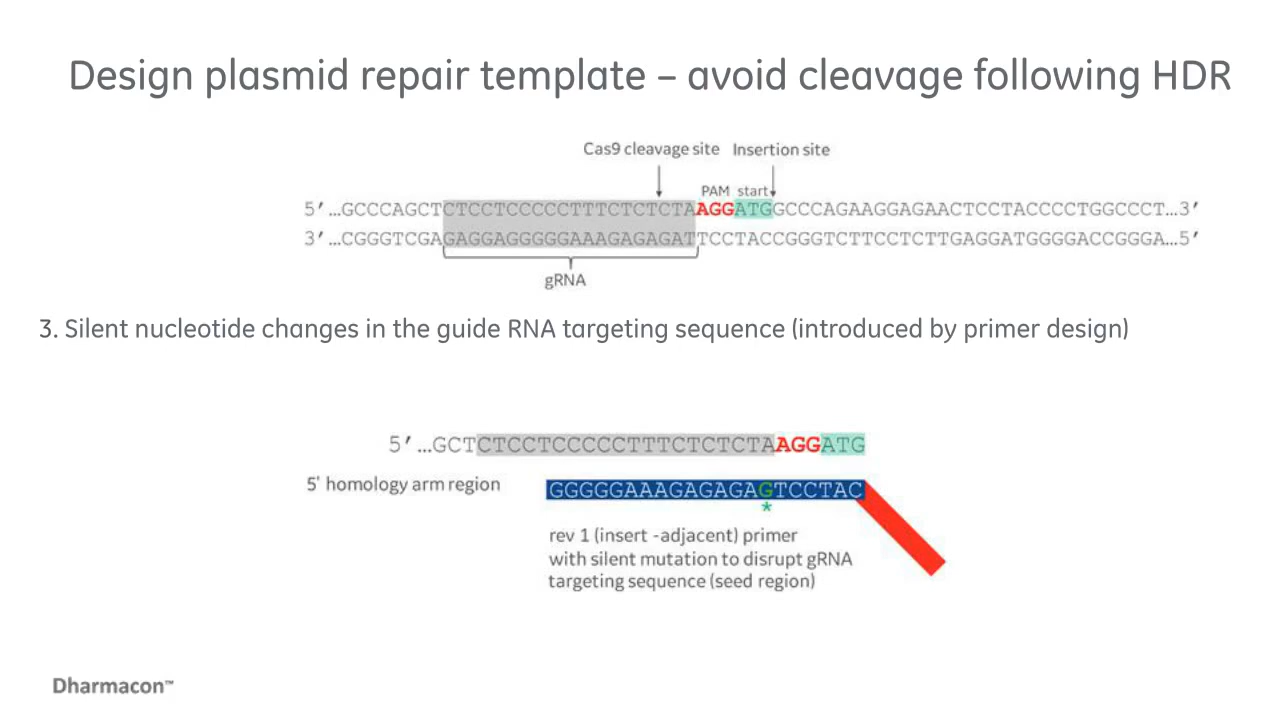 Design plasmid repair template – avoid cleavage following HDR
Cas9 cleavage site Insertion site
PAM start
5′…GCCCAGCTCTCCTCCCCCTTTCTCTCTAAGGATGGCCCAGAAGGAGAACTCCTACCCCTGGCCCT…3′
3′…CGGGTCGAGAGGAGGGGGAAAGAGAGATTCCTACCGGGTCTTCCTCTTGAGGATGGGGACCGGGA…5′
gRNA
3. Silent nucleotide changes in the guide RNA targeting sequence (introduced by primer design)
5′…GCTCTCCTCCCCCTTTCTCTCTAAGGATG
5' homology arm region
GGGGGAAAGAGAGAGTCCTAC
*
rev 1 (insert -adjacent) primer
with silent mutation to disrupt gRNA
targeting sequence (seed region)
Dharmacon™